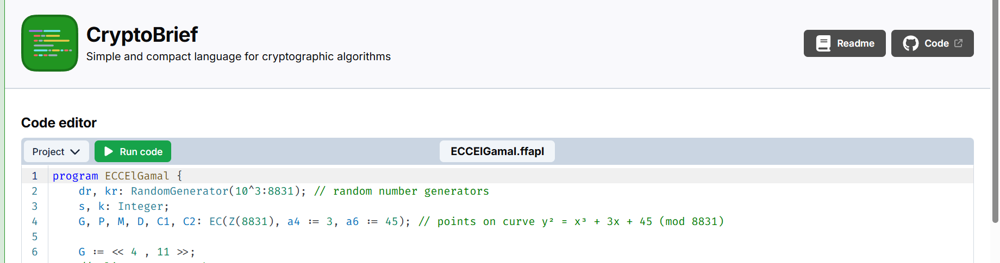 CryptoBrief
Simple and compact language for cryptographic algorithms
Readme
Code
Code editor
Project
Run code
ECCElGamal.ffapl
1 program ECCElGamal {
2 dr, kr: RandomGenerator(10^3:8831); // random number generators
3 s, k: Integer;
4 G, P, M, D, C1, C2: EC(Z(8831), a4 := 3, a6 := 45); // points on curve y² = x³ + 3x + 45 (mod 8831)
5
6 G := << 4 , 11 >>;